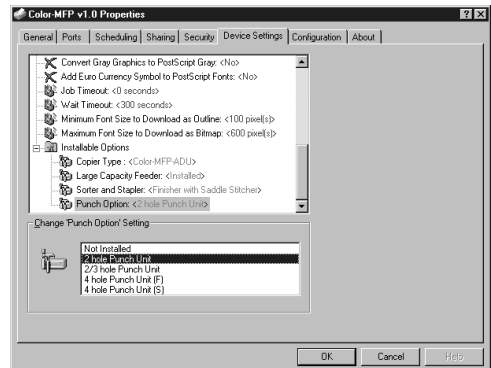 Color-MFP v1.0 Properties
General Ports Scheduling Sharing Security Device Settings Configuration About
Convert Gray Graphics to PostScript Gray: <No>
Add Euro Currency Symbol to PostScript Fonts: <No>
Job Timeout: <0 seconds>
Wait Timeout: <300 seconds>
Minimum Font Size to Download as Outline: <100 pixel(s)>
Maximum Font Size to Download as Bitmap: <600 pixel(s)>
Installable Options
Copier Type : <Color-MFP-ADU>
Large Capacity Feeder: <Installed>
Sorter and Stapler: <Finisher with Saddle Stitcher>
Punch Option: <2 hole Punch Unit>
Change 'Punch Option' Setting
Not Installed
2 hole Punch Unit
2/3 hole Punch Unit
4 hole Punch Unit (F)
4 hole Punch Unit (S)
OK Cancel Help